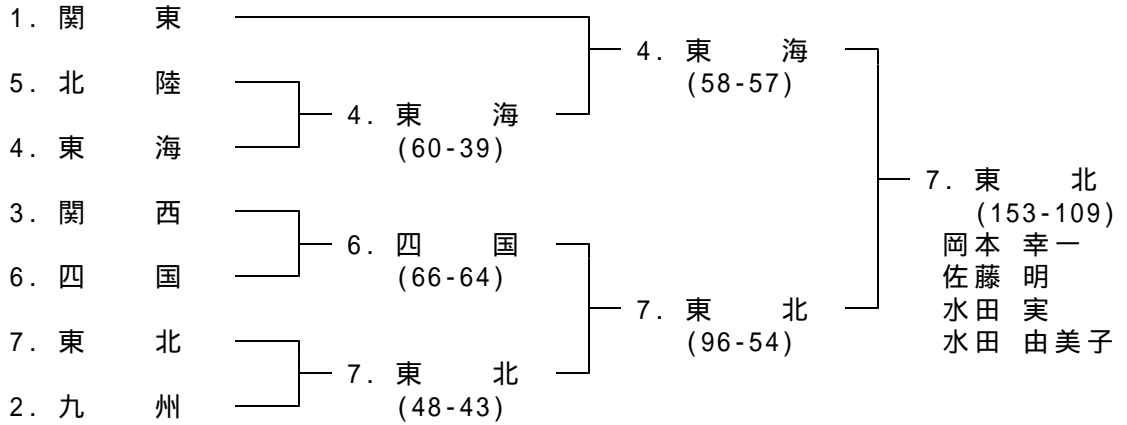 1. 関 東
5. 北 陸
4. 東 海
3. 関 西
6. 四 国
7. 東 北
2. 九 州
4. 東 海
(60-39)
6. 四 国
(66-64)
7. 東 北
(48-43)
4. 東 海
(58-57)
7. 東 北
(96-54)
7. 東 北
(153-109)
岡本 幸一
佐藤 明
水田 実
水田 由美子